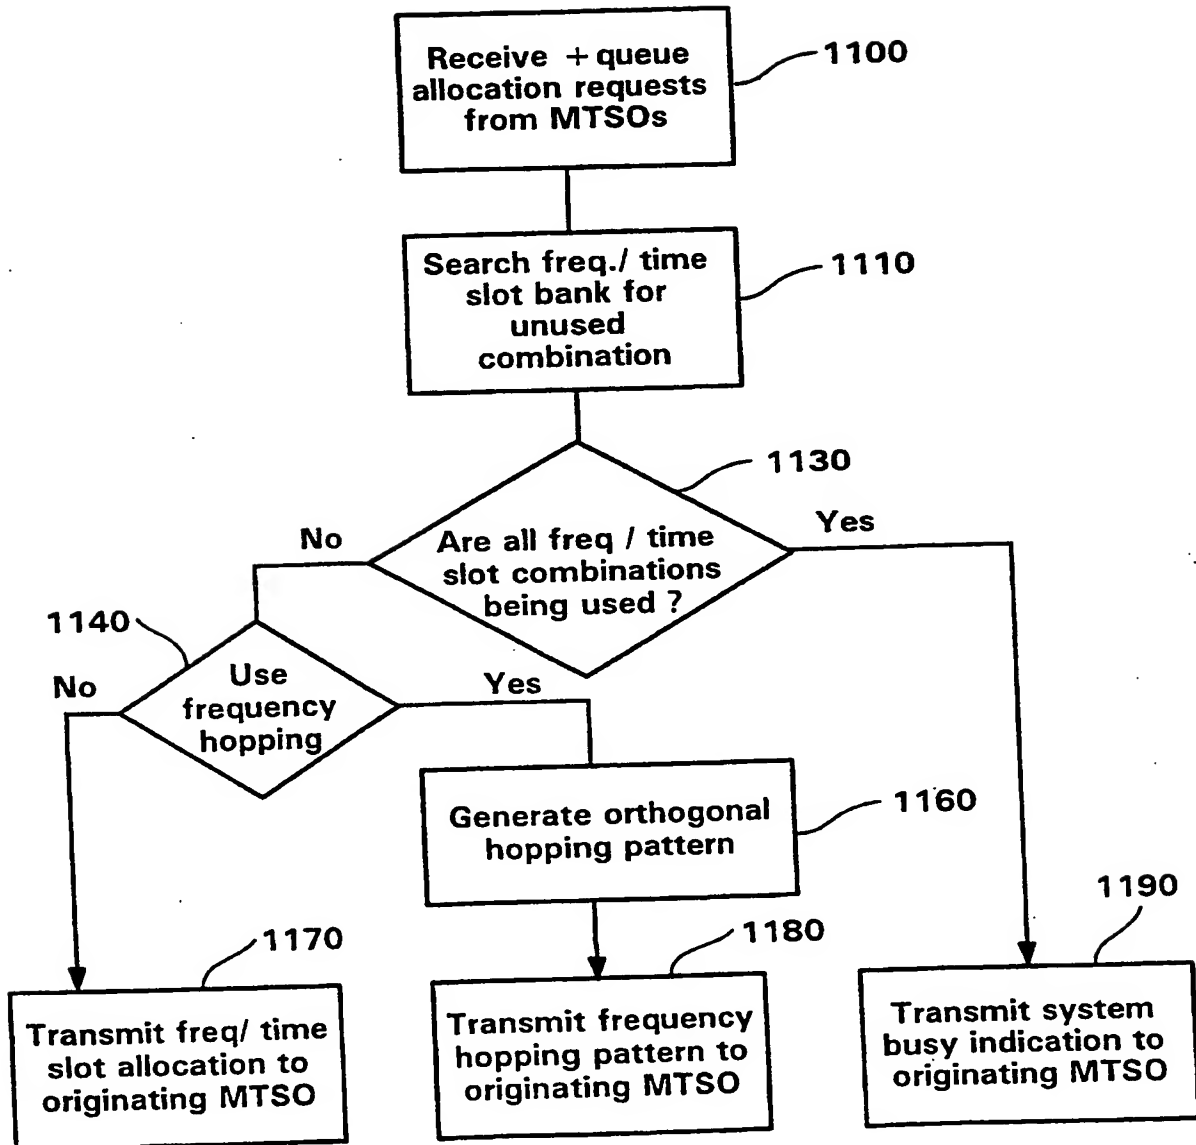 Receive + queue
allocation requests
from MTSOs
1100
Search freq./ time
slot bank for
unused
combination
1110
1130
Are all freq / time
slot combinations
being used ?
No
Yes
1140
Use
frequency
hopping
No
Yes
Generate orthogonal
hopping pattern
1160
1170
Transmit freq/ time
slot allocation to
originating MTSO
1180
Transmit frequency
hopping pattern to
originating MTSO
1190
Transmit system
busy indication to
originating MTSO